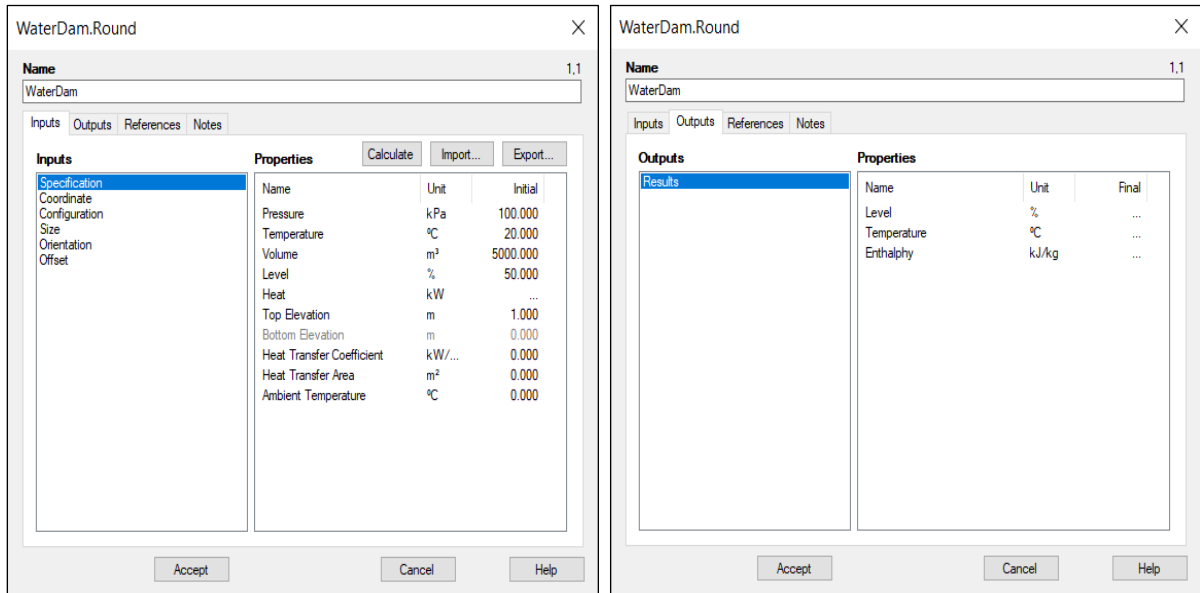 WaterDam.Round
Name 1,1
WaterDam
Inputs Outputs References Notes
Inputs
Specification
Coordinate
Configuration
Size
Orientation
Offset
Properties Calculate Import... Export...
Name Unit Initial
Pressure kPa 100.000
Temperature ºC 20.000
Volume m³ 5000.000
Level % 50.000
Heat kW ...
Top Elevation m 1.000
Bottom Elevation m 0.000
Heat Transfer Coefficient kW/... 0.000
Heat Transfer Area m² 0.000
Ambient Temperature ºC 0.000
Accept Cancel Help
WaterDam.Round
Name 1,1
WaterDam
Inputs Outputs References Notes
Outputs
Results
Properties
Name Unit Final
Level % ...
Temperature ºC ...
Enthalphy kJ/kg ...
Accept Cancel Help